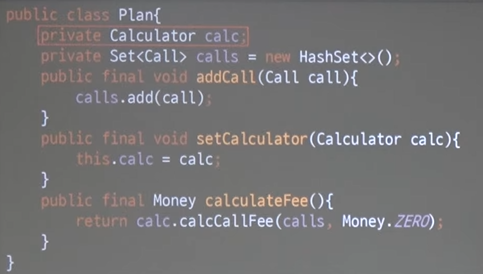 public class Plan{
private Calculator calc;
private Set<Call> calls = new HashSet<>();
public final void addCall(Call call){
calls.add(call);
}
public final void setCalculator(Calculator calc){
this.calc = calc;
}
public final Money calculateFee(){
return calc.calcCallFee(calls, Money.ZERO);
}
}